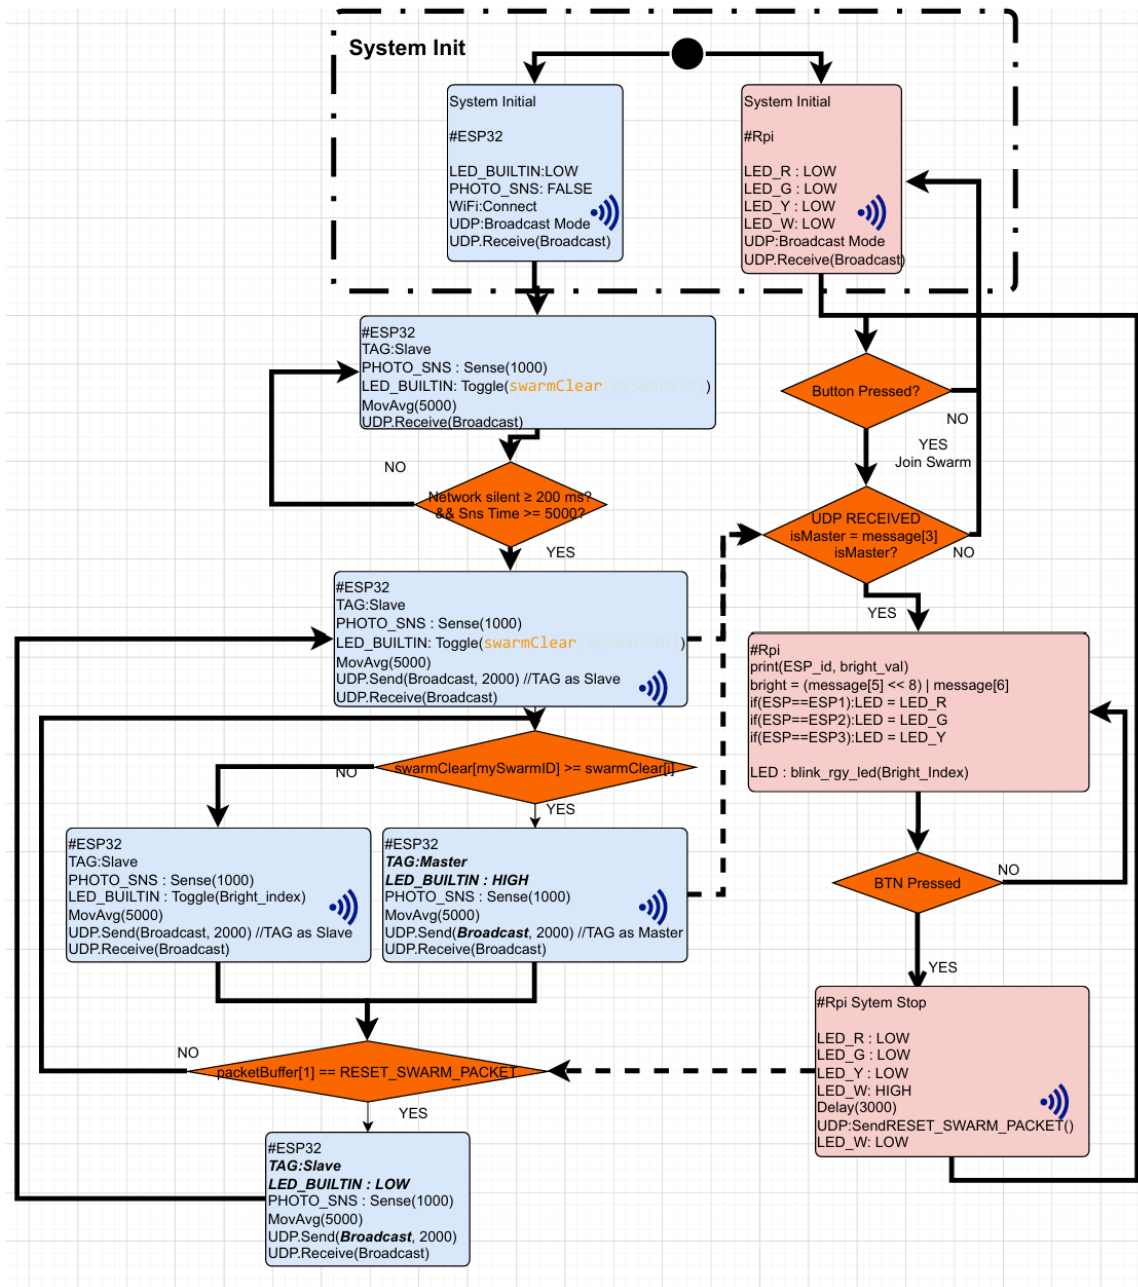 System Init
System Initial
#ESP32
LED_BUILTIN:LOW
PHOTO_SNS: FALSE
WiFi:Connect
UDP:Broadcast Mode
UDP.Receive(Broadcast)
System Initial
#Rpi
LED_R : LOW
LED_G : LOW
LED_Y : LOW
LED_W: LOW
UDP:Broadcast Mode
UDP.Receive(Broadcast)
#ESP32
TAG:Slave
PHOTO_SNS : Sense(1000)
LED_BUILTIN: Toggle(swarmClear[mySwarmID])
MovAvg(5000)
UDP.Receive(Broadcast)
Button Pressed?
NO
YES
Join Swarm
NO
Network silent ≥ 200 ms?
&& Sns Time >= 5000?
YES
UDP RECEIVED
isMaster = message[3]
isMaster?
NO
YES
#ESP32
TAG:Slave
PHOTO_SNS : Sense(1000)
LED_BUILTIN: Toggle(swarmClear[mySwarmID])
MovAvg(5000)
UDP.Send(Broadcast, 2000) //TAG as Slave
UDP.Receive(Broadcast)
#Rpi
print(ESP_id, bright_val)
bright = (message[5] << 8) | message[6]
if(ESP==ESP1):LED = LED_R
if(ESP==ESP2):LED = LED_G
if(ESP==ESP3):LED = LED_Y
LED : blink_rgy_led(Bright_Index)
swarmClear[mySwarmID] >= swarmClear[i]
NO
YES
#ESP32
TAG:Slave
PHOTO_SNS : Sense(1000)
LED_BUILTIN : Toggle(Bright_index)
MovAvg(5000)
UDP.Send(Broadcast, 2000) //TAG as Slave
UDP.Receive(Broadcast)
#ESP32
TAG:Master
LED_BUILTIN : HIGH
PHOTO_SNS : Sense(1000)
MovAvg(5000)
UDP.Send(Broadcast, 2000) //TAG as Master
UDP.Receive(Broadcast)
BTN Pressed
NO
YES
#Rpi Sytem Stop
LED_R : LOW
LED_G : LOW
LED_Y : LOW
LED_W: HIGH
Delay(3000)
UDP:SendRESET_SWARM_PACKET()
LED_W: LOW
NO
packetBuffer[1] == RESET_SWARM_PACKET
YES
#ESP32
TAG:Slave
LED_BUILTIN : LOW
PHOTO_SNS : Sense(1000)
MovAvg(5000)
UDP.Send(Broadcast, 2000)
UDP.Receive(Broadcast)